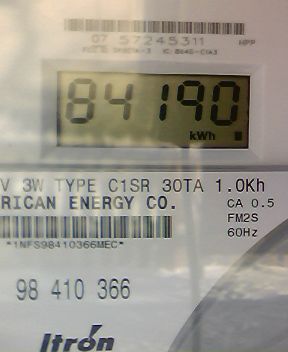 07 57245311 HPP
84190
kWh
V 3W TYPE C1SR 30TA 1.0Kh
RICAN ENERGY CO. CA 0.5
FM2S
*1NFS98410366MEC* 60Hz
98 410 366
Itron